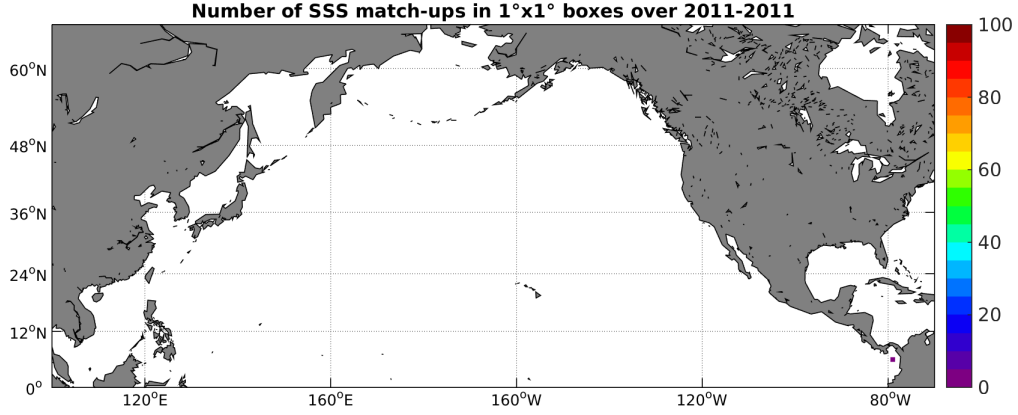 Number of SSS match-ups in 1°x1° boxes over 2011-2011
100
80
60
40
20
0
60°N
48°N
36°N
24°N
12°N
0°
120°E
160°E
160°W
120°W
80°W